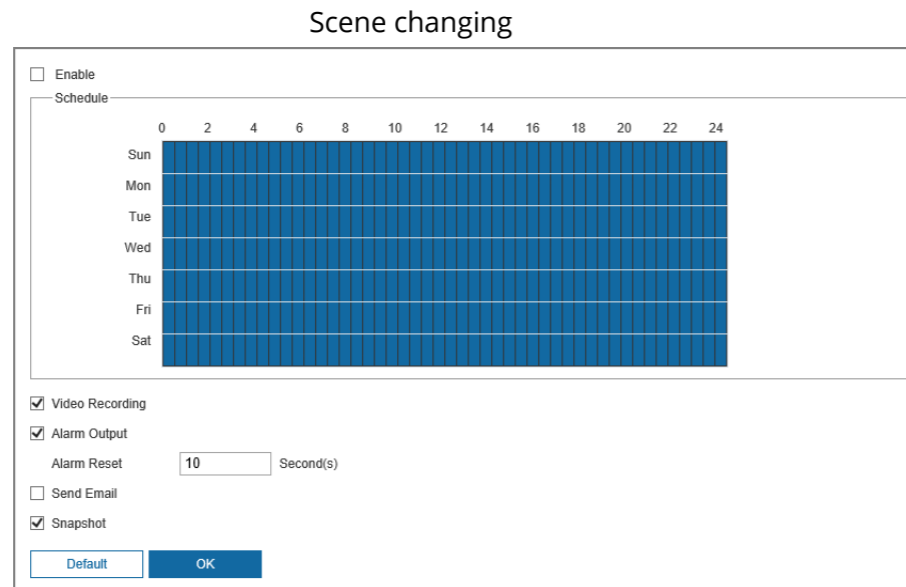 Scene changing
Enable
Schedule
0 2 4 6 8 10 12 14 16 18 20 22 24
Sun
Mon
Tue
Wed
Thu
Fri
Sat
Video Recording
Alarm Output
Alarm Reset 10 Second(s)
Send Email
Snapshot
Default OK